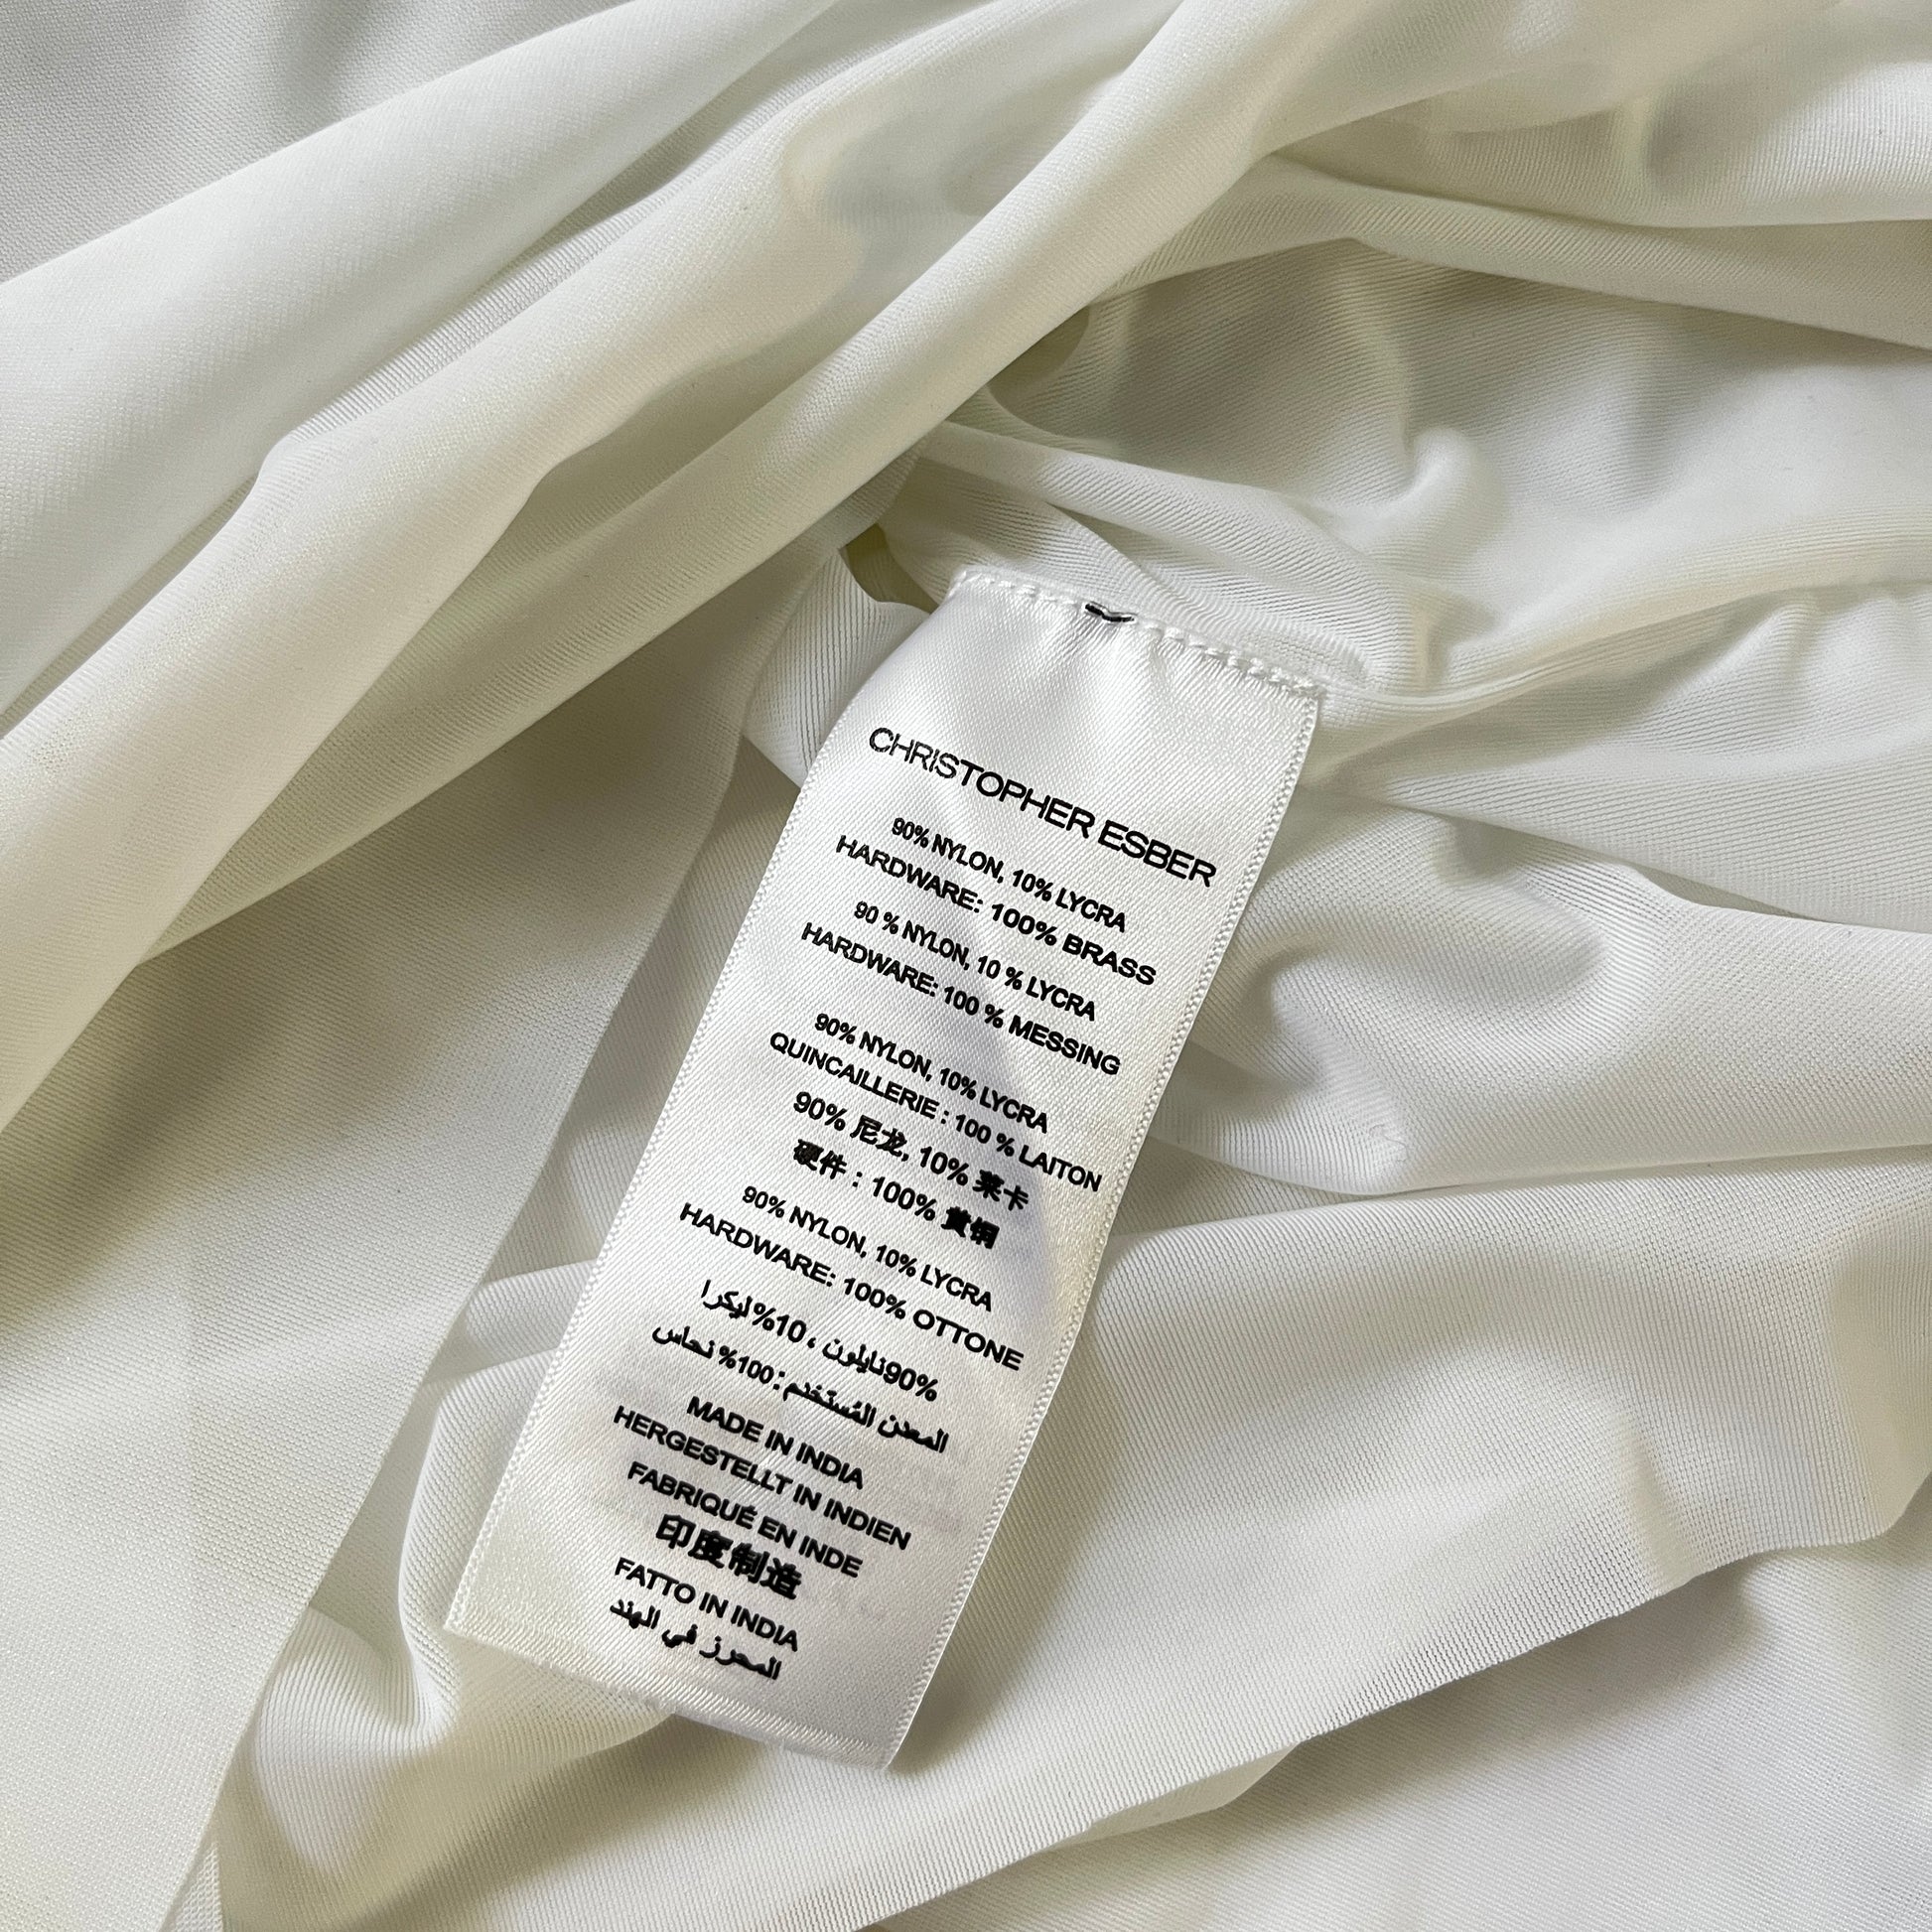 CHRISTOPHER ESBER
90% NYLON, 10% LYCRA
HARDWARE: 100% BRASS
90 % NYLON, 10 % LYCRA
HARDWARE: 100 % MESSING
90% NYLON, 10% LYCRA
QUINCAILLERIE : 100 % LAITON
90% 尼龙, 10% 莱卡
硬件 : 100% 黄铜
90% NYLON, 10% LYCRA
HARDWARE: 100% OTTONE
90%نايلون ، 10%ليكرا
المعدن المُستخدم :100% نحاس
MADE IN INDIA
HERGESTELLT IN INDIEN
FABRIQUÉ EN INDE
印度制造
FATTO IN INDIA
المحرز في الهند